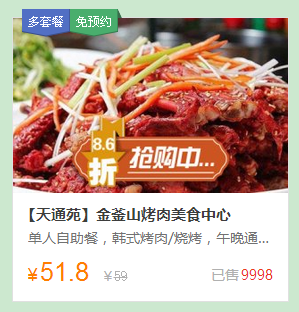 多套餐 免预约
8.6
折 抢购中...
【天通苑】金釜山烤肉美食中心
单人自助餐，韩式烤肉/烧烤，午晚通...
¥51.8 ¥59 已售9998